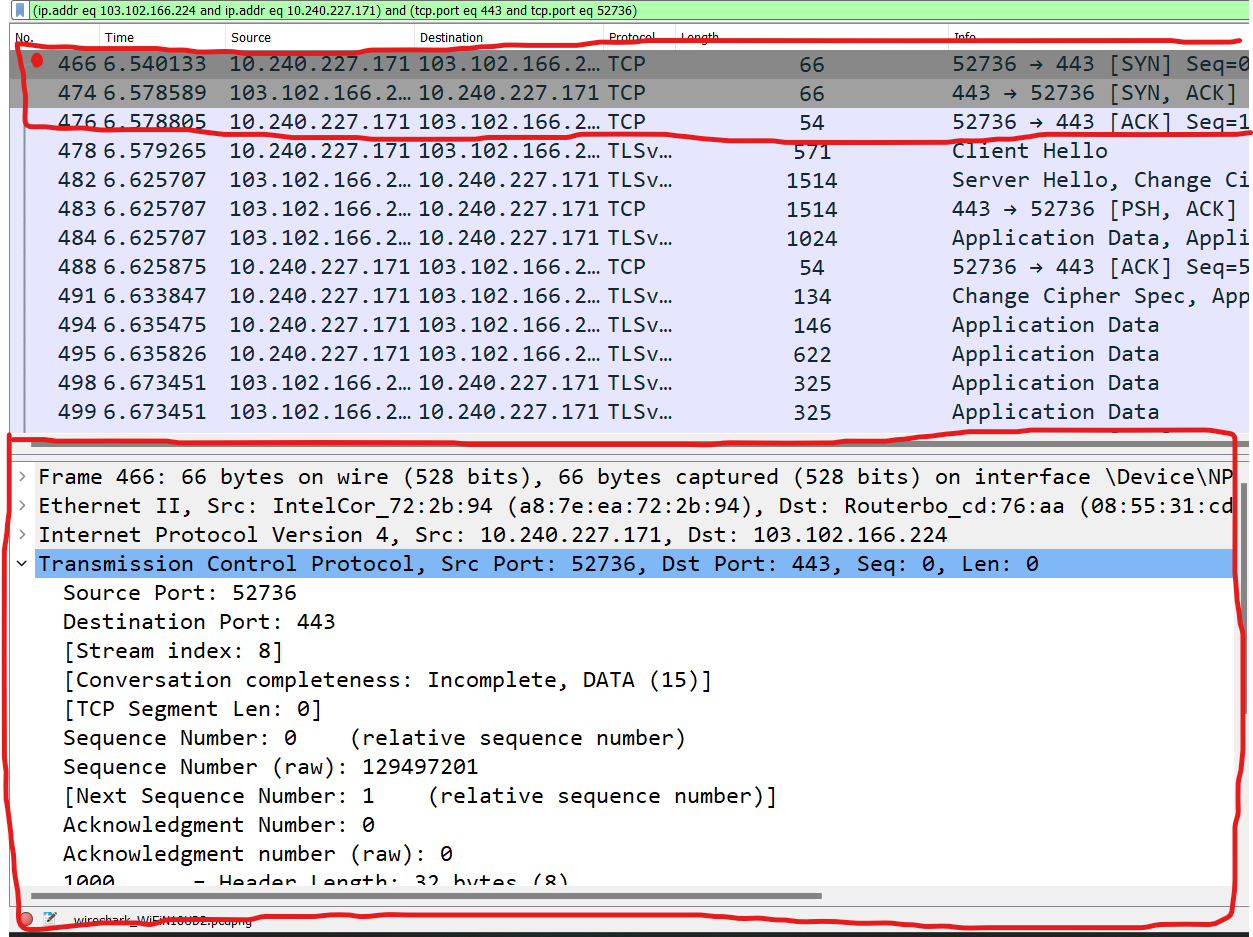 (ip.addr eq 103.102.166.224 and ip.addr eq 10.240.227.171) and (tcp.port eq 443 and tcp.port eq 52736)
No. Time Source Destination Protocol Length Info
466 6.540133 10.240.227.171 103.102.166.2… TCP 66 52736 → 443 [SYN] Seq=0
474 6.578589 103.102.166.2… 10.240.227.171 TCP 66 443 → 52736 [SYN, ACK]
476 6.578805 10.240.227.171 103.102.166.2… TCP 54 52736 → 443 [ACK] Seq=1
478 6.579265 10.240.227.171 103.102.166.2… TLSv… 571 Client Hello
482 6.625707 103.102.166.2… 10.240.227.171 TLSv… 1514 Server Hello, Change Ci
483 6.625707 103.102.166.2… 10.240.227.171 TCP 1514 443 → 52736 [PSH, ACK]
484 6.625707 103.102.166.2… 10.240.227.171 TLSv… 1024 Application Data, Appli
488 6.625875 10.240.227.171 103.102.166.2… TCP 54 52736 → 443 [ACK] Seq=5
491 6.633847 10.240.227.171 103.102.166.2… TLSv… 134 Change Cipher Spec, App
494 6.635475 10.240.227.171 103.102.166.2… TLSv… 146 Application Data
495 6.635826 10.240.227.171 103.102.166.2… TLSv… 622 Application Data
498 6.673451 103.102.166.2… 10.240.227.171 TLSv… 325 Application Data
499 6.673451 103.102.166.2… 10.240.227.171 TLSv… 325 Application Data
Frame 466: 66 bytes on wire (528 bits), 66 bytes captured (528 bits) on interface \Device\NP
Ethernet II, Src: IntelCor_72:2b:94 (a8:7e:ea:72:2b:94), Dst: Routerbo_cd:76:aa (08:55:31:cd
Internet Protocol Version 4, Src: 10.240.227.171, Dst: 103.102.166.224
Transmission Control Protocol, Src Port: 52736, Dst Port: 443, Seq: 0, Len: 0
Source Port: 52736
Destination Port: 443
[Stream index: 8]
[Conversation completeness: Incomplete, DATA (15)]
[TCP Segment Len: 0]
Sequence Number: 0 (relative sequence number)
Sequence Number (raw): 129497201
[Next Sequence Number: 1 (relative sequence number)]
Acknowledgment Number: 0
Acknowledgment number (raw): 0
1000 .... = Header Length: 32 bytes (8)